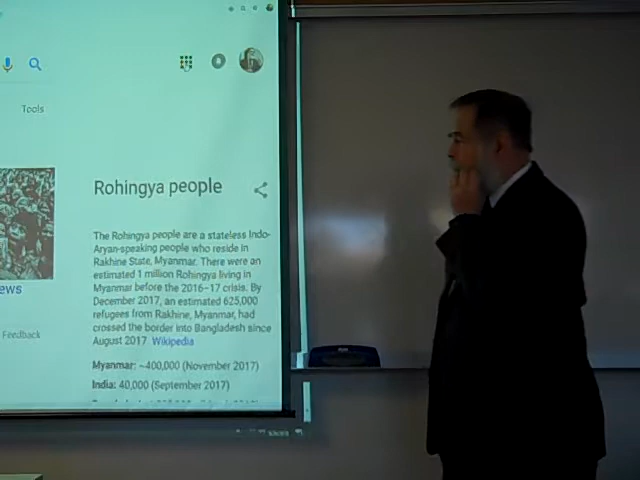 Tools
Rohingya people
The Rohingya people are a stateless Indo-
Aryan-speaking people who reside in
Rakhine State, Myanmar. There were an
estimated 1 million Rohingya living in
Myanmar before the 2016–17 crisis. By
December 2017, an estimated 625,000
refugees from Rakhine, Myanmar, had
crossed the border into Bangladesh since
August 2017. Wikipedia
ews
Feedback
Myanmar: ~400,000 (November 2017)
India: 40,000 (September 2017)